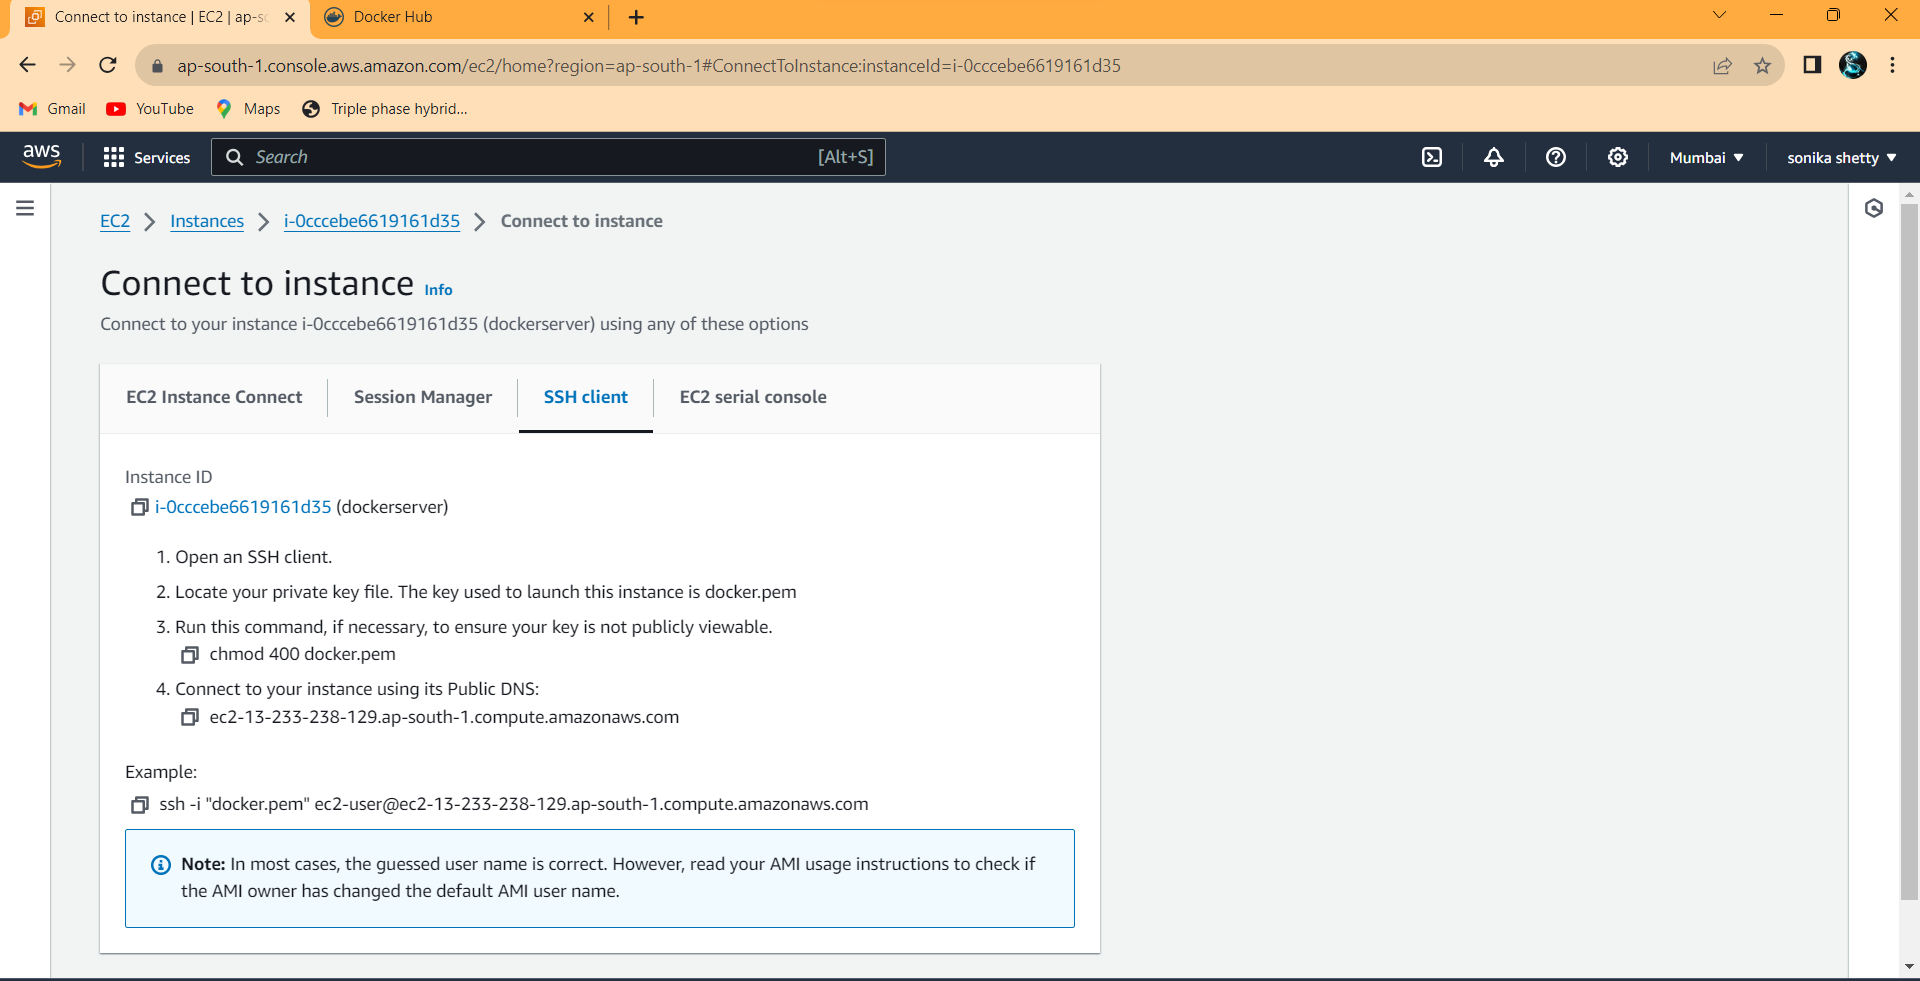 Connect to instance | EC2 | ap-sc
Docker Hub
ap-south-1.console.aws.amazon.com/ec2/home?region=ap-south-1#ConnectToInstance:instanceId=i-0cccebe6619161d35
Gmail YouTube Maps Triple phase hybrid...
aws Services Search [Alt+S] Mumbai sonika shetty
EC2 Instances i-0cccebe6619161d35 Connect to instance
Connect to instance Info
Connect to your instance i-0cccebe6619161d35 (dockerserver) using any of these options
EC2 Instance Connect Session Manager SSH client EC2 serial console
Instance ID
i-0cccebe6619161d35 (dockerserver)
1. Open an SSH client.
2. Locate your private key file. The key used to launch this instance is docker.pem
3. Run this command, if necessary, to ensure your key is not publicly viewable.
chmod 400 docker.pem
4. Connect to your instance using its Public DNS:
ec2-13-233-238-129.ap-south-1.compute.amazonaws.com
Example:
ssh -i "docker.pem" ec2-user@ec2-13-233-238-129.ap-south-1.compute.amazonaws.com
Note: In most cases, the guessed user name is correct. However, read your AMI usage instructions to check if
the AMI owner has changed the default AMI user name.